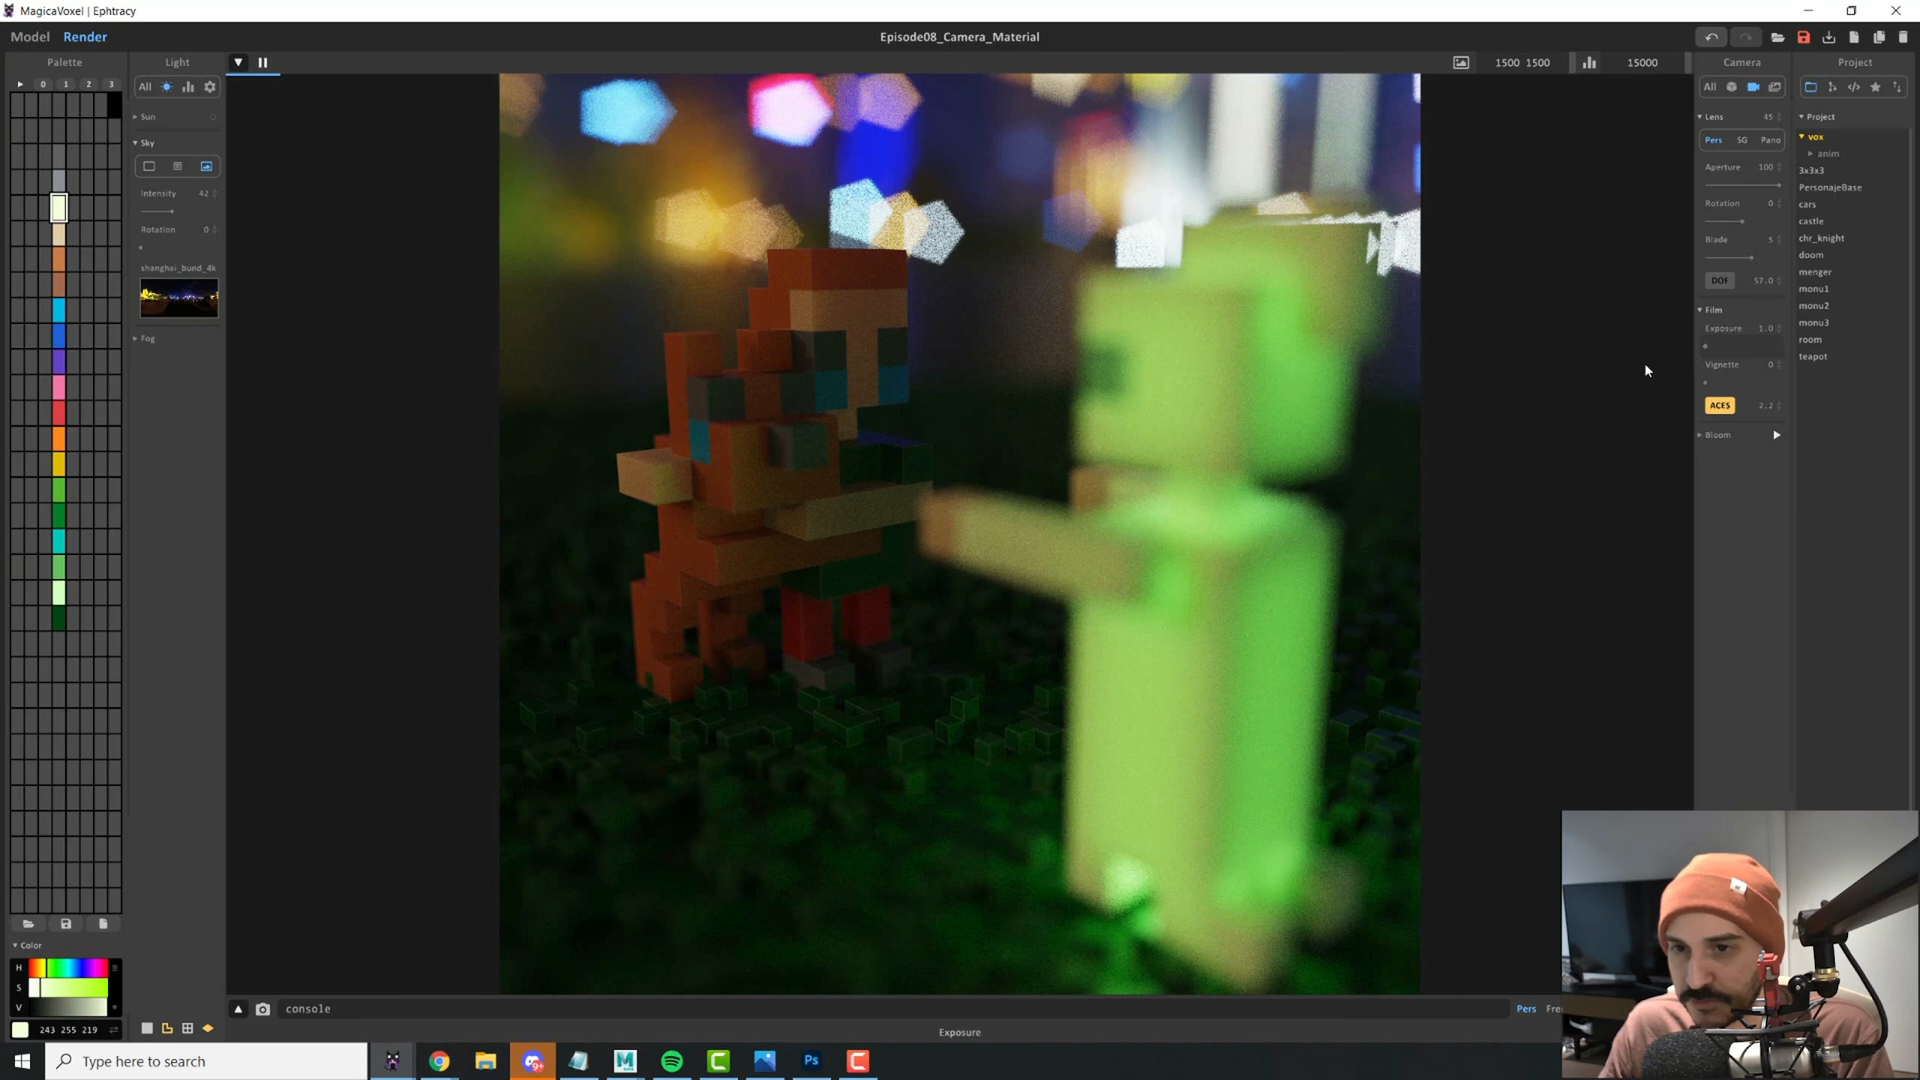 MagicaVoxel | Ephtracy
Model Render
Episode08_Camera_Material
Palette
Light
1500 1500
15000
Camera
Project
0 1 2 3
All
All
Sun
Sky
Intensity 42
Rotation 0
shanghai_bund_4k
Fog
Lens 45
Pers SG Pano
Aperture 100
Rotation 0
Blade 5
DOF 57.0
Film
Exposure 1.0
Vignette 0
ACES 2.2
Bloom
Project
vox
anim
3x3x3
PersonajeBase
cars
castle
chr_knight
doom
menger
monu1
monu2
monu3
room
teapot
Color
H
S
V
243 255 219
console
Pers Fre
Exposure
Type here to search
9+
Ps